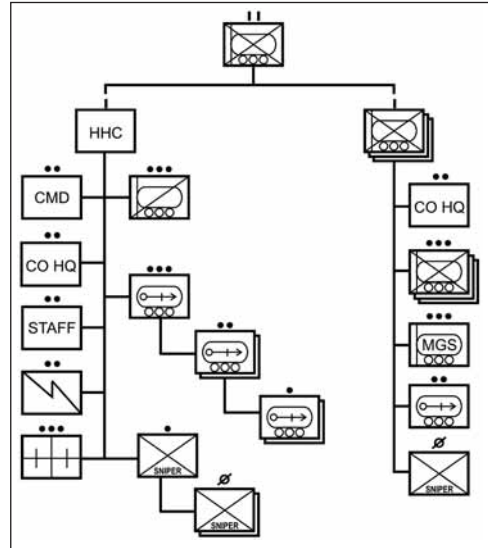 HHC
CMD
CO HQ
CO HQ
STAFF
MGS
SNIPER
SNIPER
SNIPER